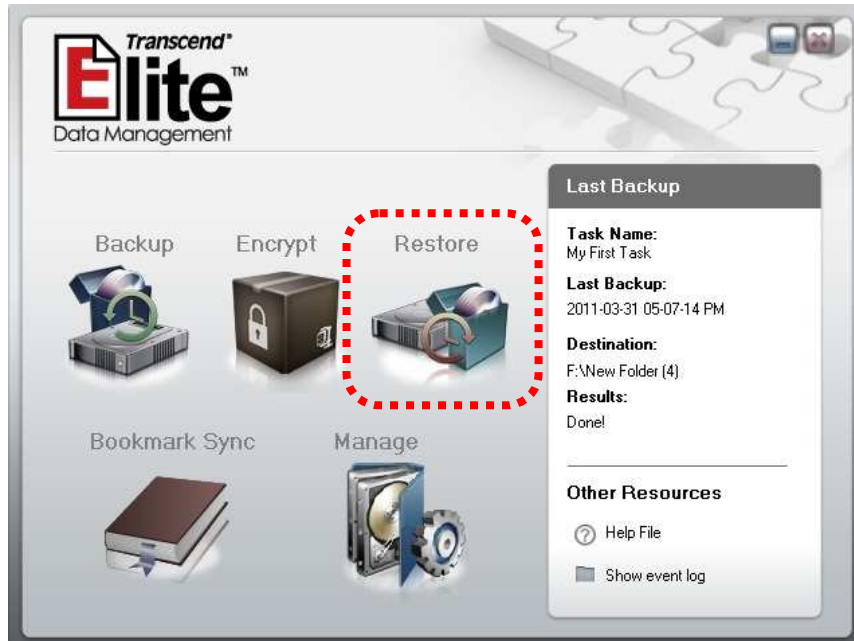 Transcend®
Elite™
Data Management
Backup
Encrypt
Restore
Bookmark Sync
Manage
Last Backup
Task Name:
My First Task
Last Backup:
2011-03-31 05-07-14 PM
Destination:
F:\New Folder (4)
Results:
Done!
Other Resources
Help File
Show event log